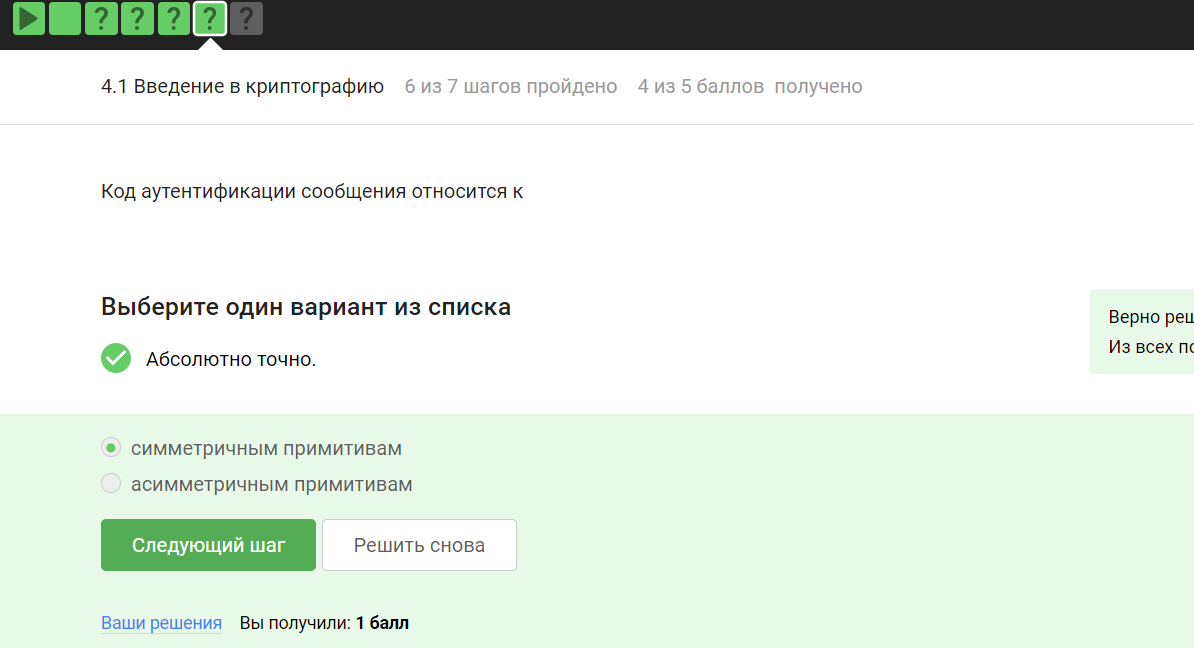 ? ? ? ? ?
4.1 Введение в криптографию 6 из 7 шагов пройдено 4 из 5 баллов получено
Код аутентификации сообщения относится к
Выберите один вариант из списка
Абсолютно точно.
Верно
Из всех
симметричным примитивам
асимметричным примитивам
Следующий шаг Решить снова
Ваши решения Вы получили: 1 балл